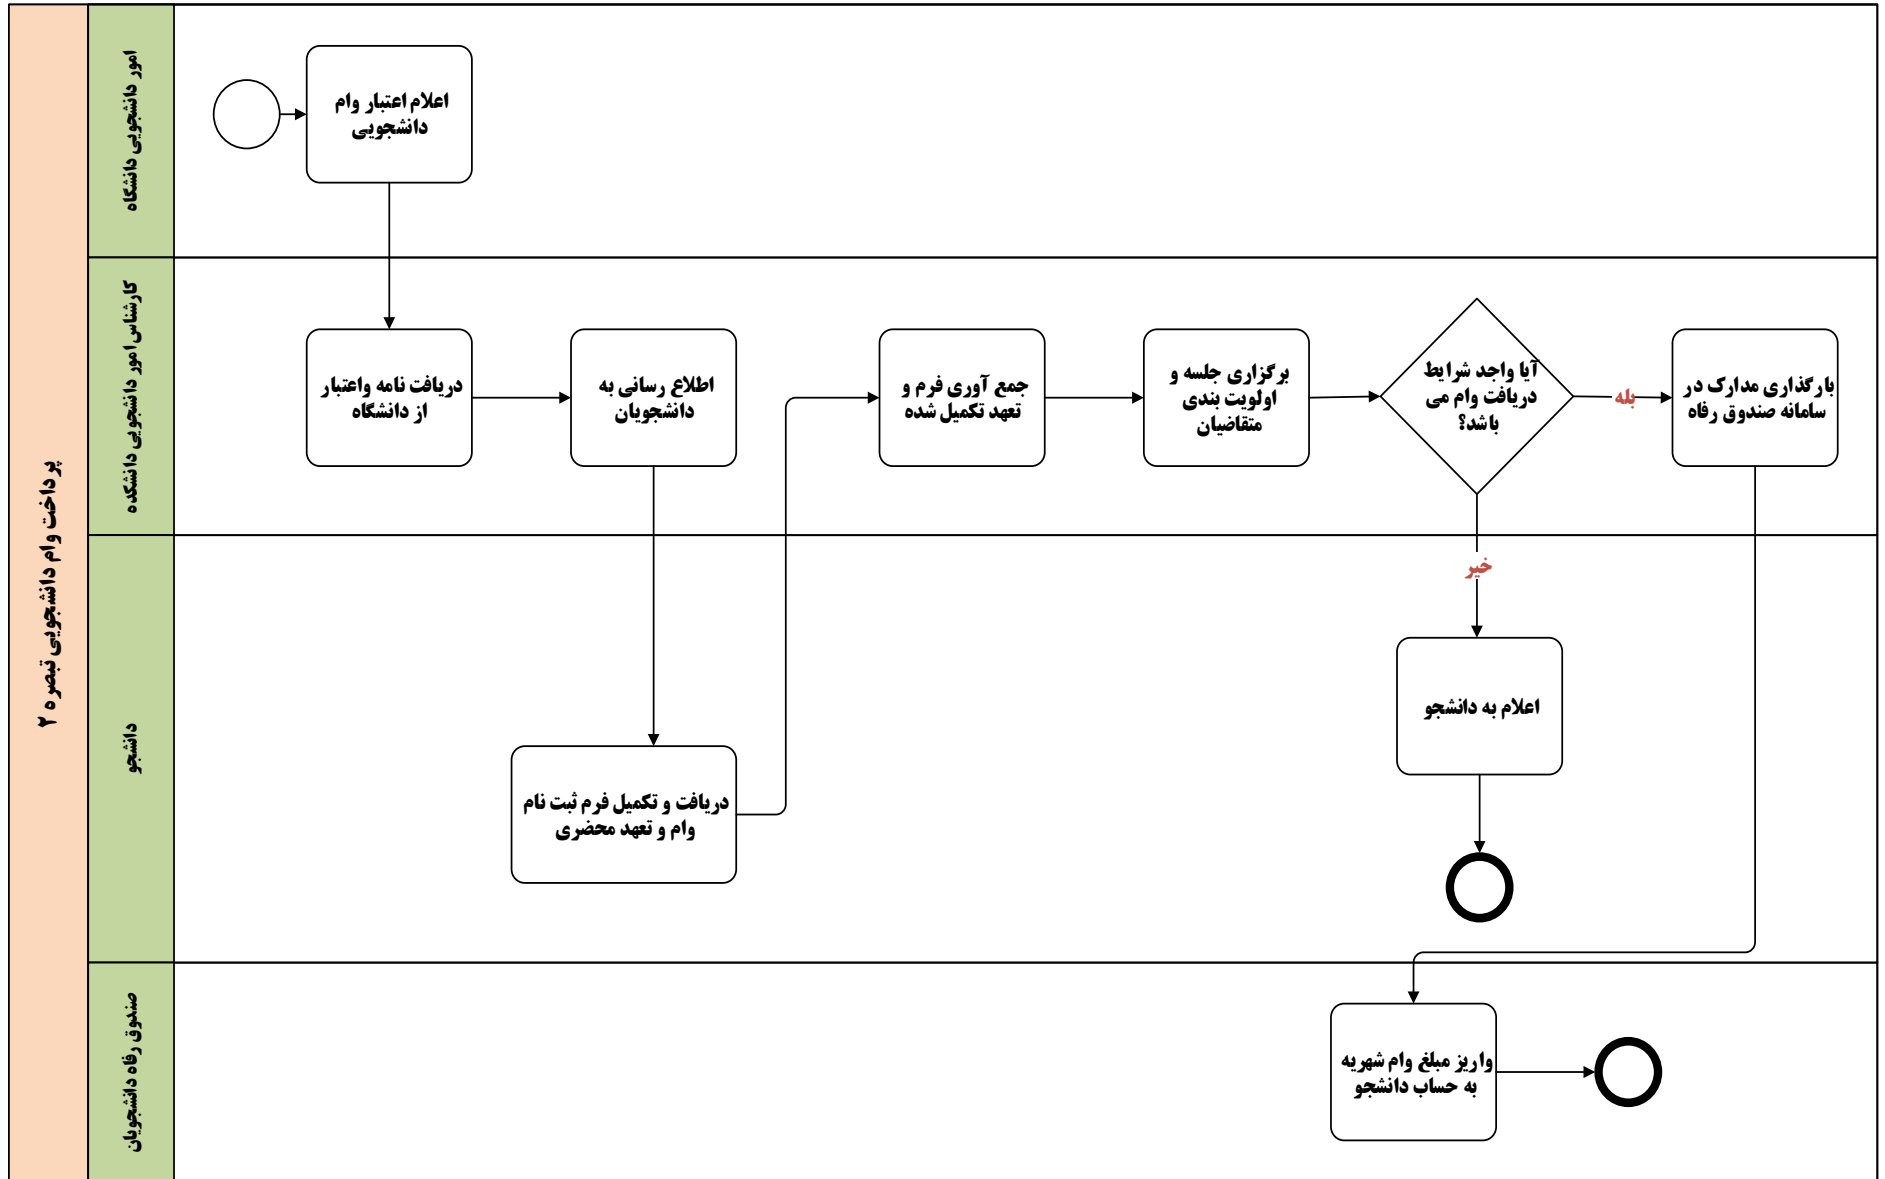 پرداخت وام دانشجویی تبصره ۲
امور دانشجویی دانشگاه
اعلام اعتبار وام
دانشجویی
کارشناس امور دانشجویی دانشکده
دریافت نامه واعتبار
از دانشگاه
اطلاع رسانی به
دانشجویان
جمع آوری فرم و
تعهد تکمیل شده
برگزاری جلسه و
اولویت بندی
متقاضیان
آیا واجد شرایط
دریافت وام می
باشد؟
بله
بارگذاری مدارک در
سامانه صندوق رفاه
خیر
دانشجو
دریافت و تکمیل فرم ثبت نام
وام و تعهد محضری
اعلام به دانشجو
صندوق رفاه دانشجویان
واریز مبلغ وام شهریه
به حساب دانشجو